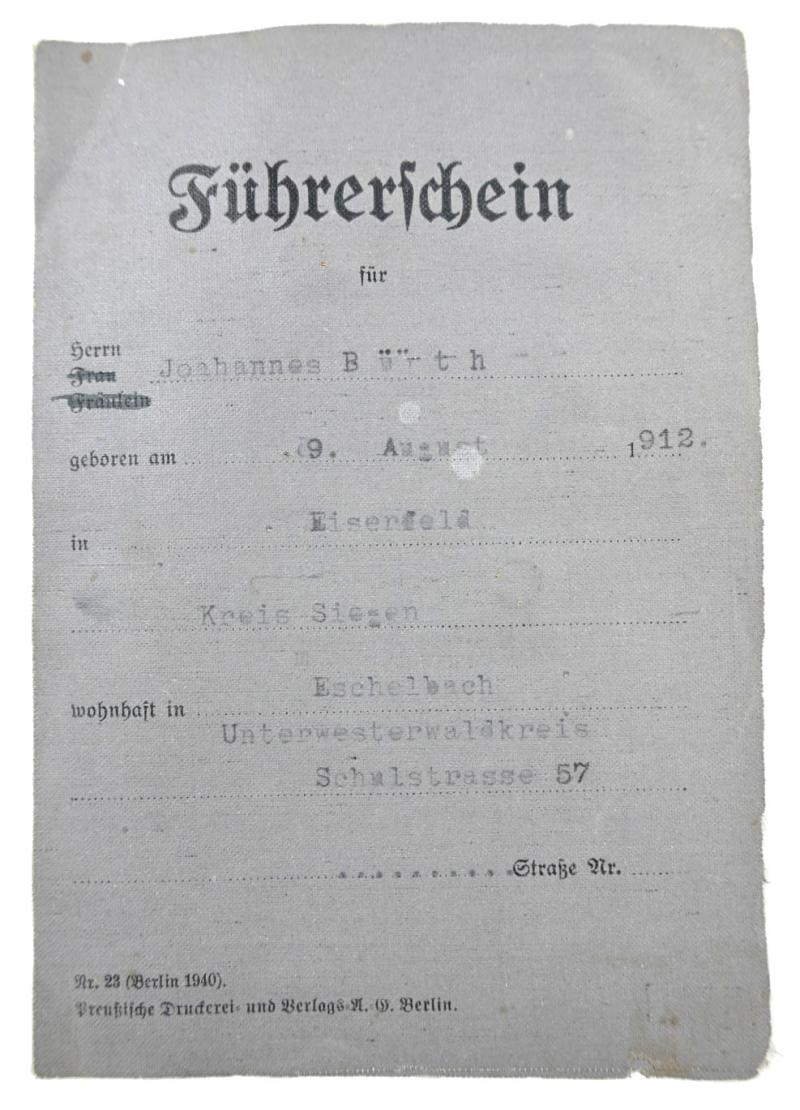 Führerschein
für
Herrn
Frau Joahannes B ü r t h
Fräulein
geboren am 9. August 1912.
in Eiserfeld
Kreis Siegen
wohnhaft in Eschelbach
Unterwesterwaldkreis
Schulstrasse 57
Straße Nr.
Nr. 23 (Berlin 1940).
Preußische Druckerei- und Verlags-A. G. Berlin.